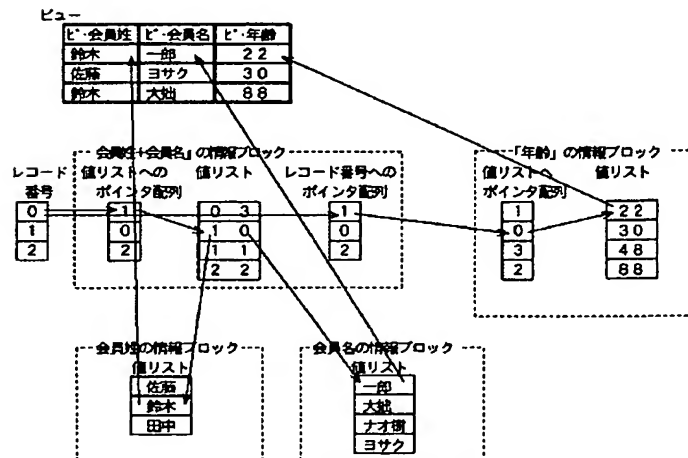 ビュー
ビ・会員姓 ビ・会員名 ビ・年齢
鈴木 一郎 22
佐藤 ヨサク 30
鈴木 大蛐 88
会員姓+会員名」の情報ブロック
「年齢」の情報ブロック
レコード 値リストへの 値リスト レコード番号への
番号 ポインタ配列 ポインタ配列
値リストへ 値リスト
ポインタ配列
0 1 0 3 1 1 22
1 0 1 0 0 0 30
2 2 1 1 2 3 48
2 2 2 88
会員姓の情報ブロック
値リスト
佐藤
鈴木
田中
会員名の情報ブロック
値リスト
一郎
ナオ樹
ヨサク